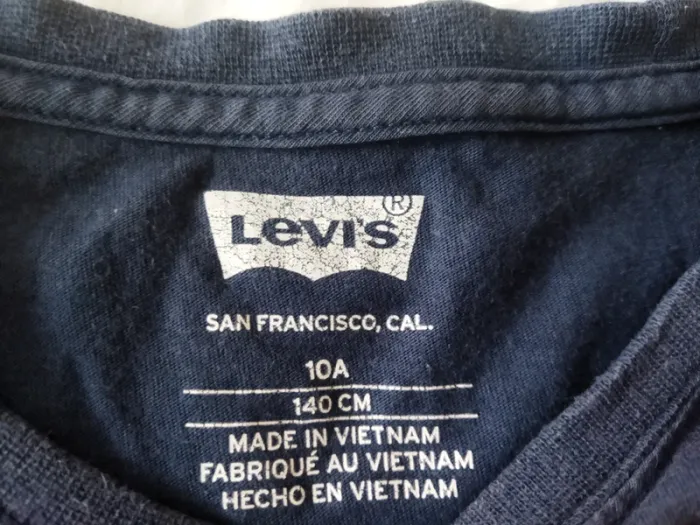 Levi's ®
SAN FRANCISCO, CAL.
10A
140 CM
MADE IN VIETNAM
FABRIQUÉ AU VIETNAM
HECHO EN VIETNAM